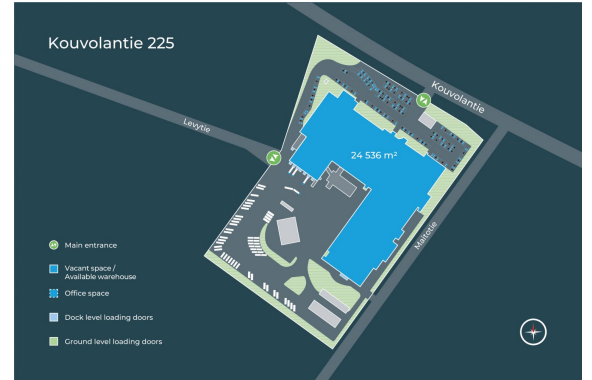 Kouvolantie 225
Kouvolantie
Levytie
24 536 m²
Maitotie
Main entrance
Vacant space /
Available warehouse
Office space
Dock level loading doors
Ground level loading doors